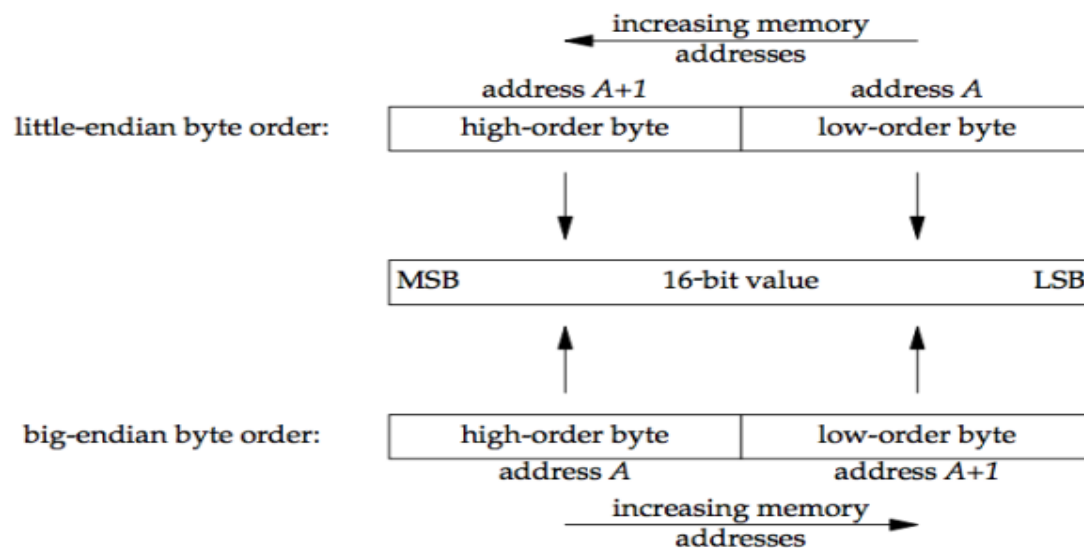 increasing memory
addresses
address A+1 address A
little-endian byte order: high-order byte low-order byte
MSB 16-bit value LSB
big-endian byte order: high-order byte low-order byte
address A address A+1
increasing memory
addresses